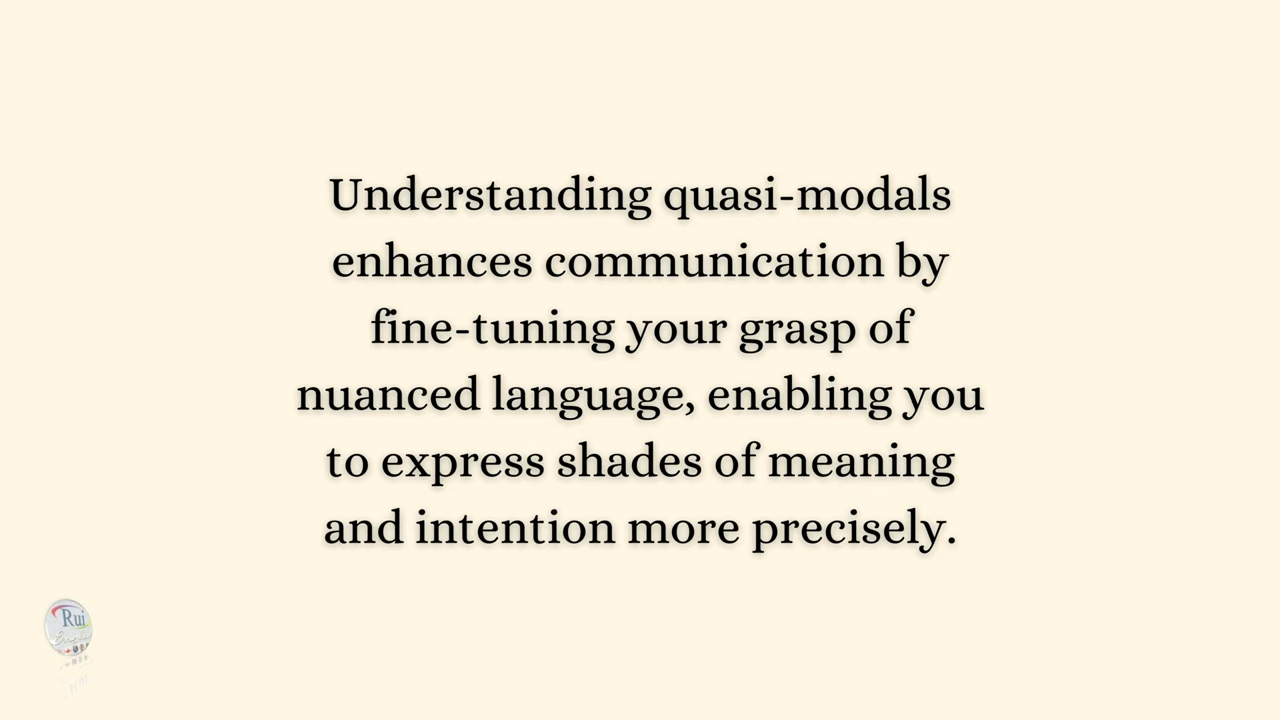 Understanding quasi-modals
enhances communication by
fine-tuning your grasp of
nuanced language, enabling you
to express shades of meaning
and intention more precisely.
Rui